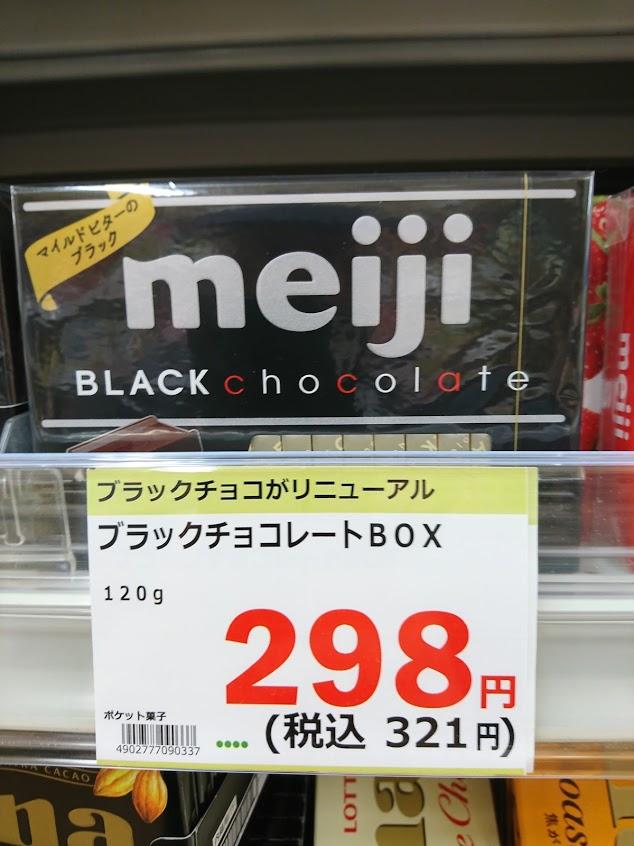 マイルドビターの
ブラック
meiji
BLACK chocolate
meiji
ブラックチョコがリニューアル
ブラックチョコレートBOX
120g
298円
ポケット菓子
4902777090337
(税込 321円)
CACAO
LOTT